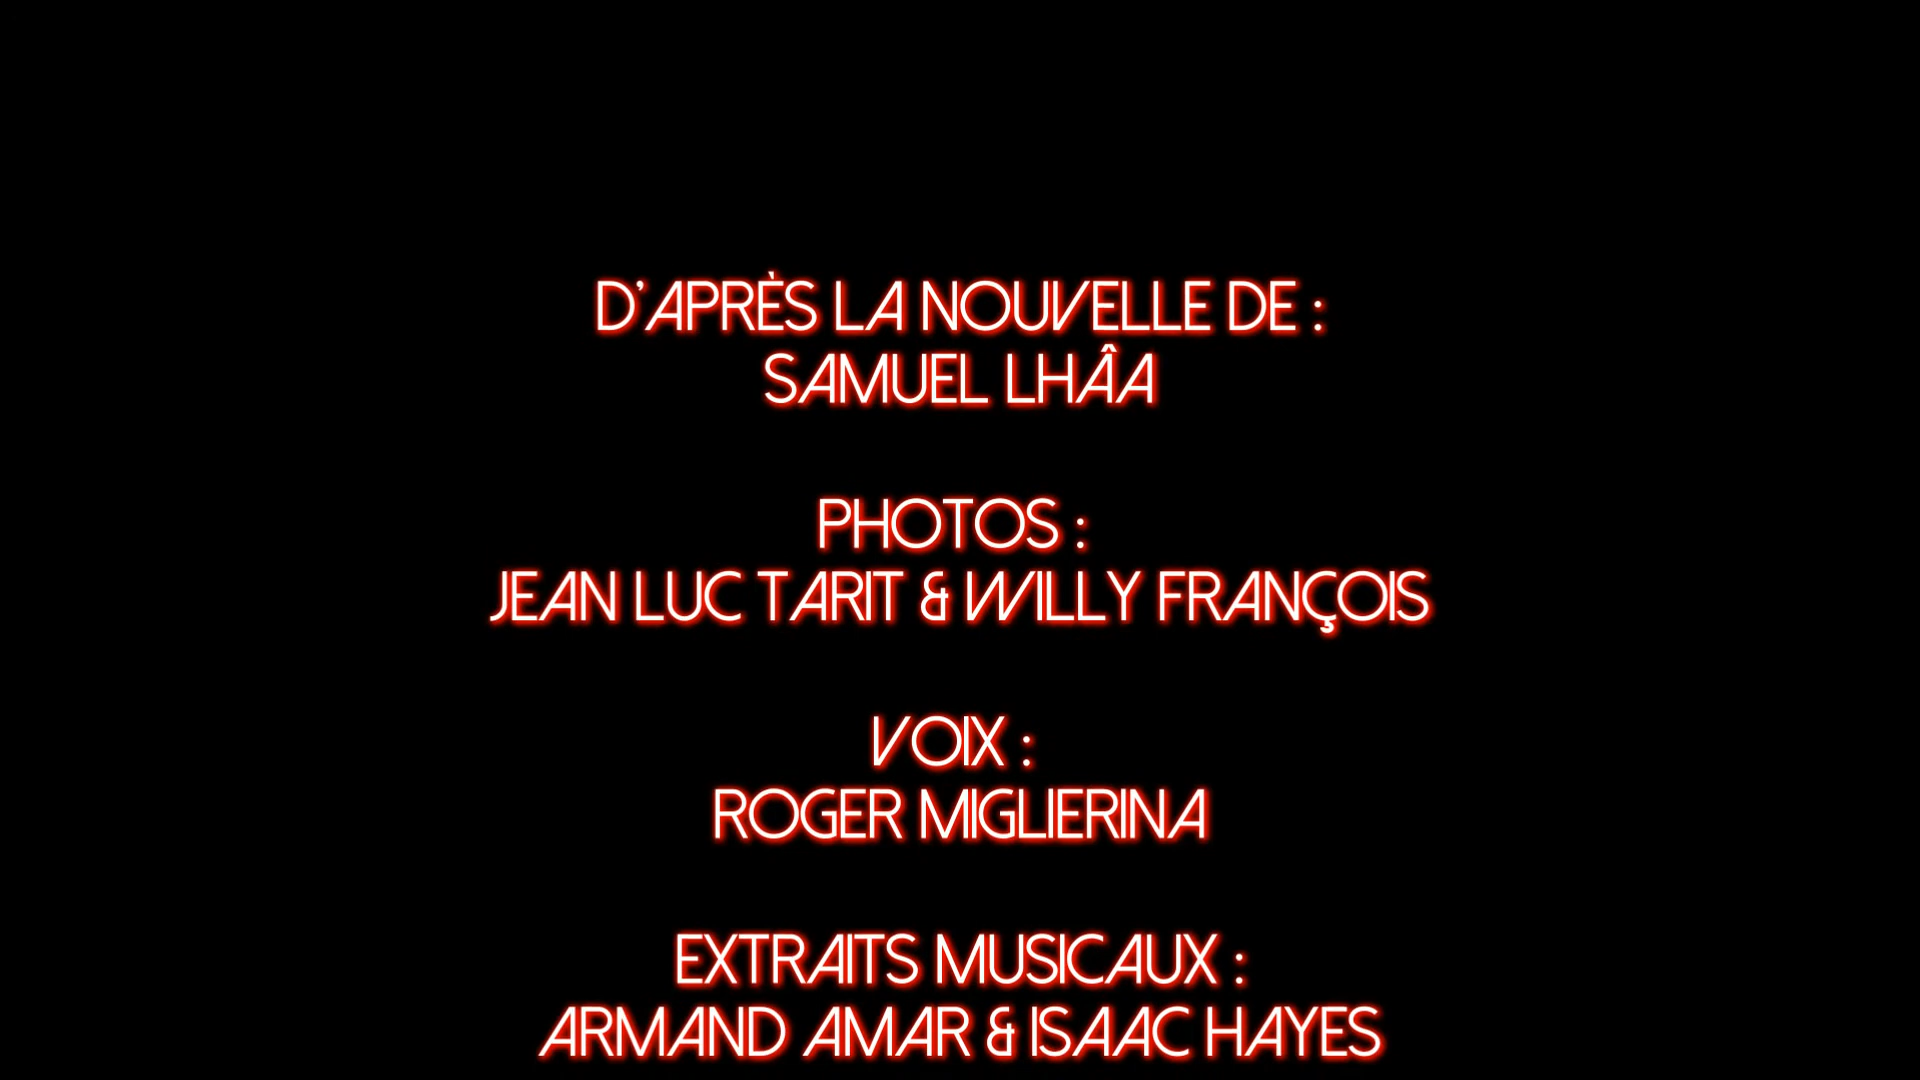 D'APRÈS LA NOUVELLE DE :
SAMUEL LHÂA
PHOTOS :
JEAN LUC TARIT & WILLY FRANÇOIS
VOIX :
ROGER MIGLIERINA
EXTRAITS MUSICAUX :
ARMAND AMAR & ISAAC HAYES